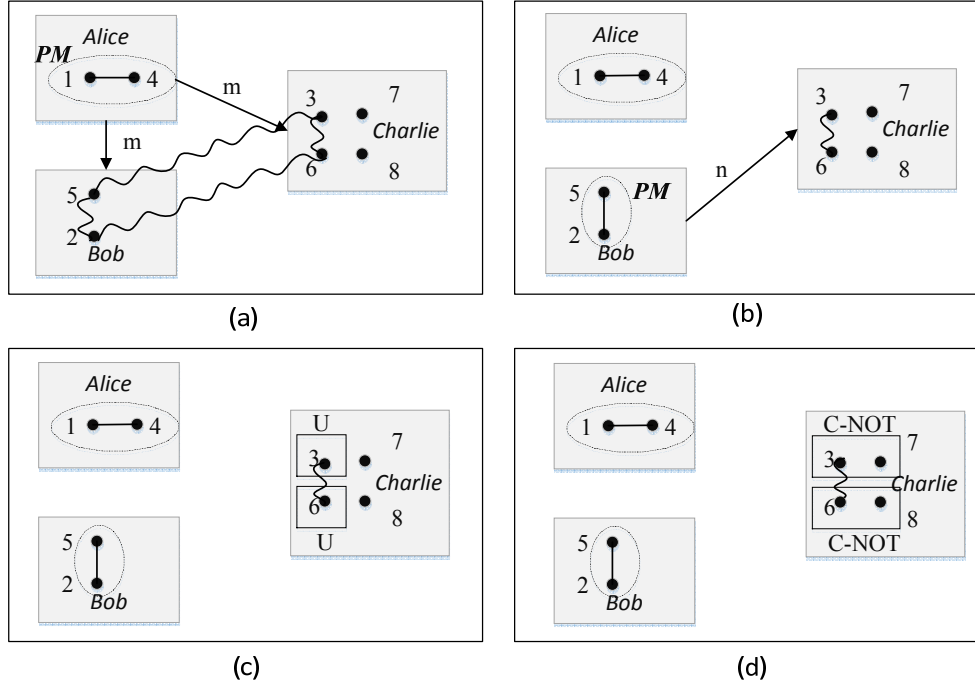 Alice
PM
1 4
m
m
3 7
Charlie
6 8
5
2
Bob
(a)
Alice
1 4
3 7
Charlie
n
6 8
5 PM
2
Bob
(b)
Alice
1 4
U
3 7
Charlie
6 8
U
5
2
Bob
(c)
Alice
1 4
C-NOT
3 7
Charlie
6 8
C-NOT
5
2
Bob
(d)